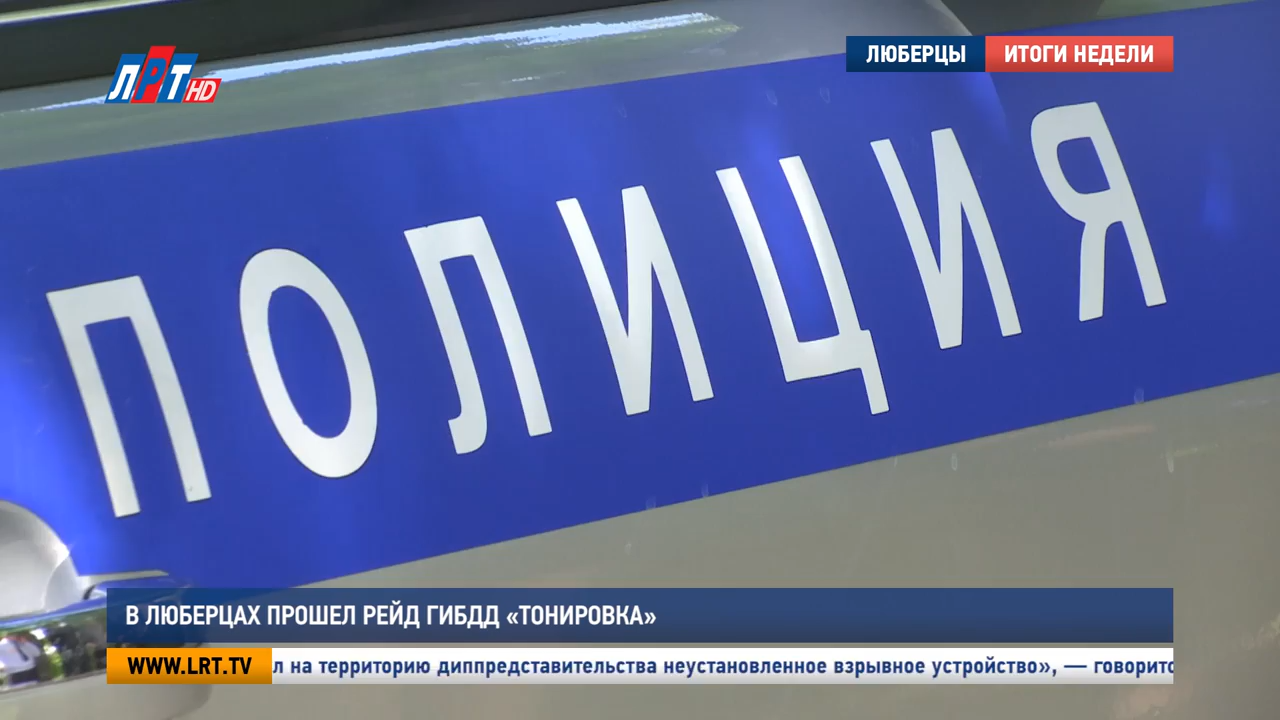 ЛРТ HD
ЛЮБЕРЦЫ ИТОГИ НЕДЕЛИ
ПОЛИЦИЯ
В ЛЮБЕРЦАХ ПРОШЕЛ РЕЙД ГИБДД «ТОНИРОВКА»
WWW.LRT.TV на территорию диппредставительства неустановленное взрывное устройство», —